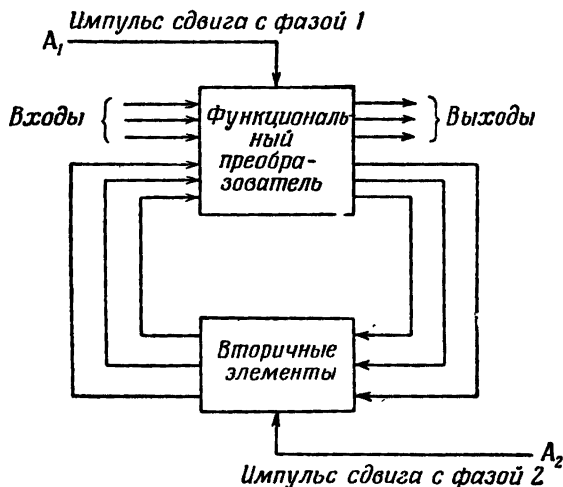 Импульс сдвига с фазой 1
A₁
Входы
Функциональ-
ный
преобра-
зователь
Выходы
Вторичные
элементы
A₂
Импульс сдвига с фазой 2